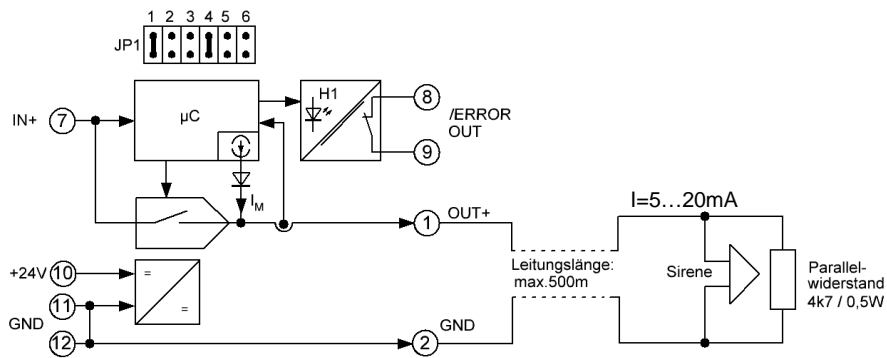 1 2 3 4 5 6
JP1
H1
IN+ 7
µC
8
/ERROR
OUT
9
IM
1 OUT+
I=5...20mA
+24V 10
=
=
11
GND
12
Leitungslänge:
max.500m
Sirene
Parallel-
widerstand
4k7 / 0,5W
2 GND